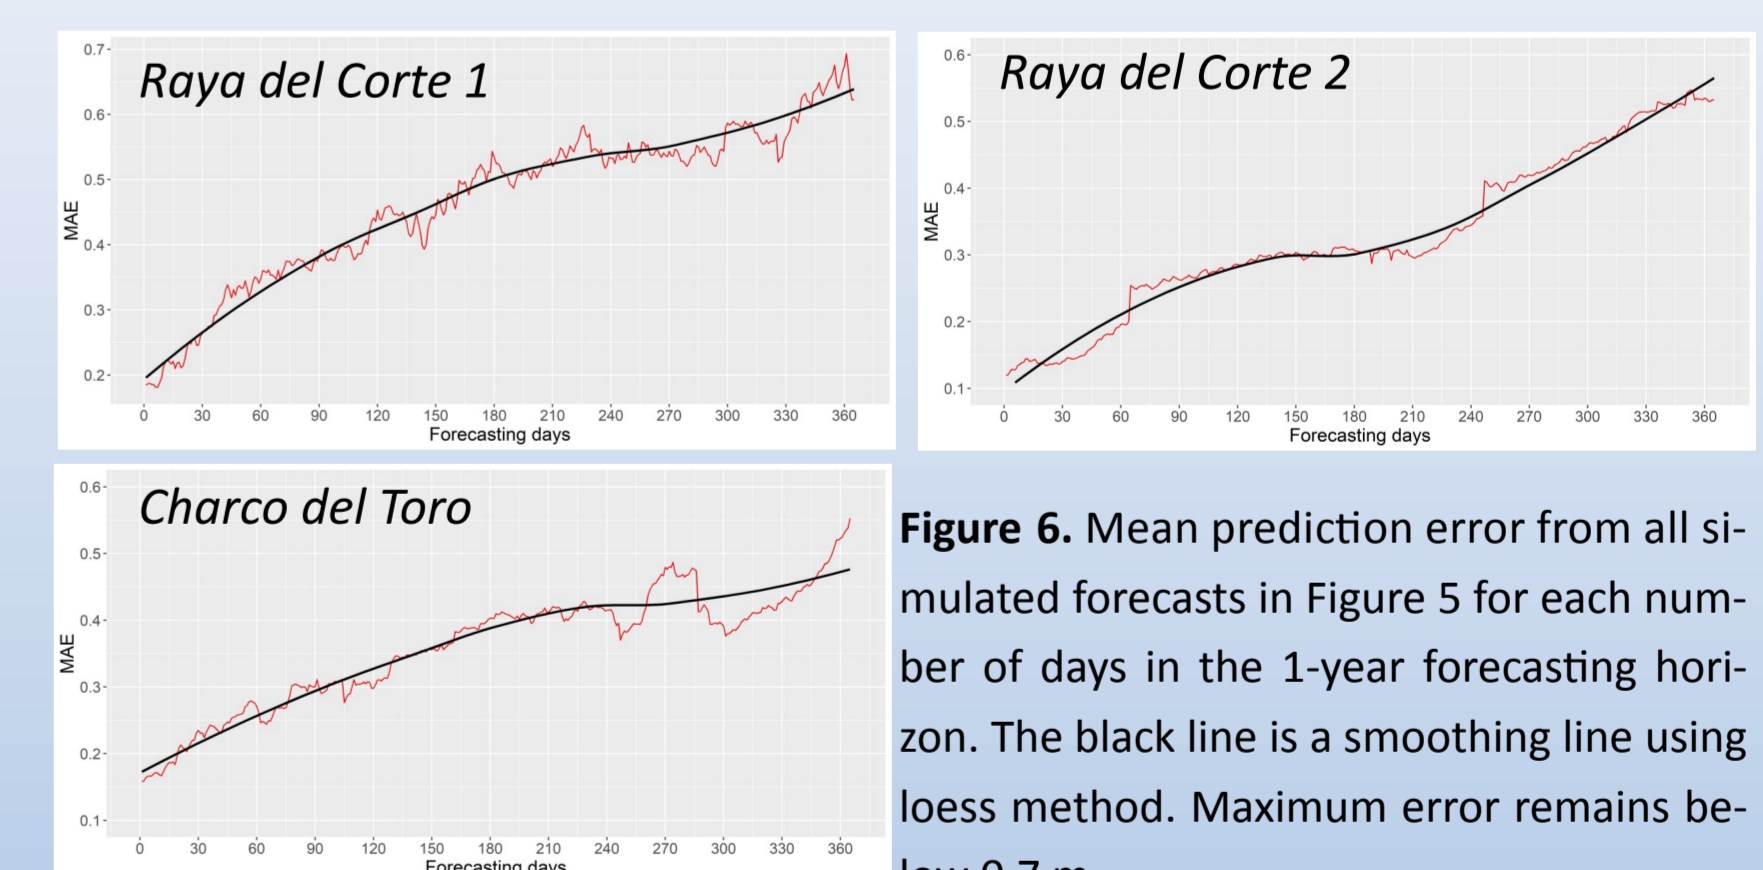 Raya del Corte 1
0.7
0.6
0.5
0.4
0.3
0.2
MAE
0 30 60 90 120 150 180 210 240 270 300 330 360
Forecasting days
Raya del Corte 2
0.6
0.5
0.4
0.3
0.2
0.1
MAE
0 30 60 90 120 150 180 210 240 270 300 330 360
Forecasting days
Charco del Toro
0.6
0.5
0.4
0.3
0.2
0.1
MAE
0 30 60 90 120 150 180 210 240 270 300 330 360
Forecasting days
Figure 6. Mean prediction error from all si-
mulated forecasts in Figure 5 for each num-
ber of days in the 1-year forecasting hori-
zon. The black line is a smoothing line using
loess method. Maximum error remains be-
low 0.7 m